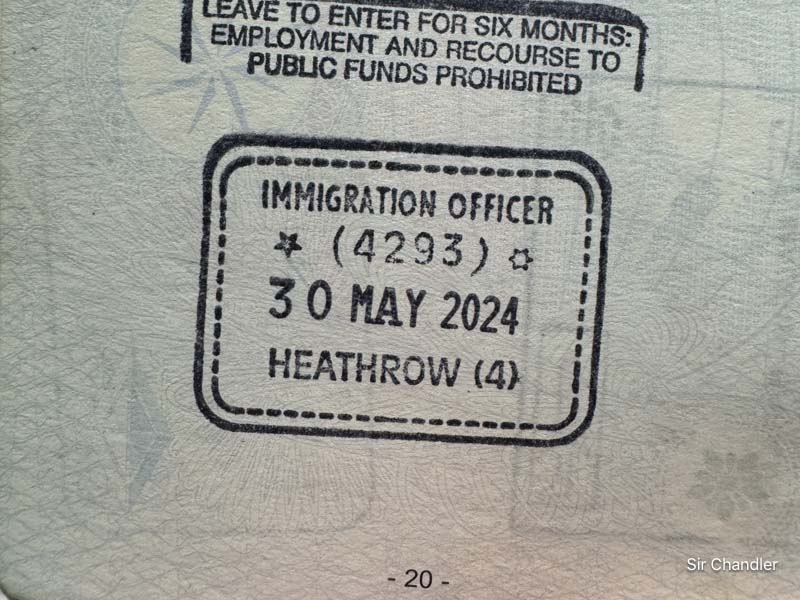 LEAVE TO ENTER FOR SIX MONTHS:
EMPLOYMENT AND RECOURSE TO
PUBLIC FUNDS PROHIBITED
IMMIGRATION OFFICER
(4293)
30 MAY 2024
HEATHROW (4)
Sir Chandler
- 20 -